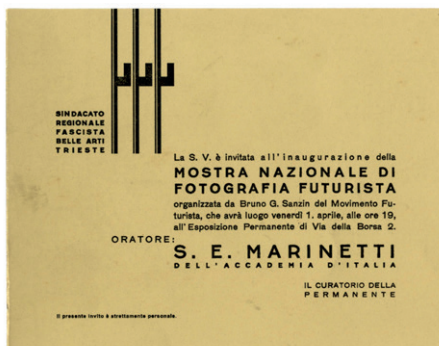 SINDACATO
REGIONALE
FASCISTA
BELLE ARTI
TRIESTE
La S. V. è invitata all'inaugurazione della
MOSTRA NAZIONALE DI
FOTOGRAFIA FUTURISTA
organizzata da Bruno G. Sanzin del Movimento Fu-
turista, che avrà luogo venerdì 1. aprile, alle ore 19,
all'Esposizione Permanente di Via della Borsa 2.
ORATORE:
S. E. MARINETTI
DELL'ACCADEMIA D'ITALIA
IL CURATORIO DELLA
PERMANENTE
Il presente invito è strettamente personale.